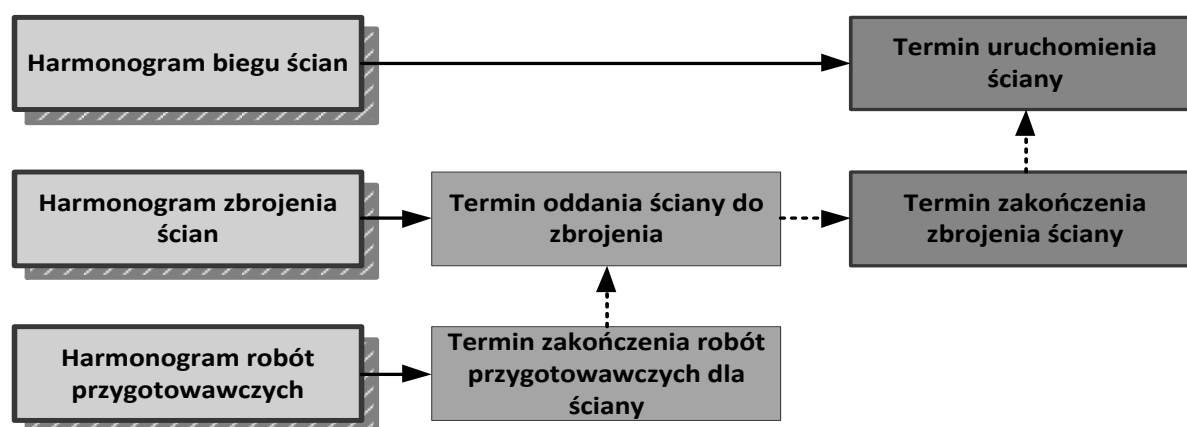 Harmonogram biegu ścian
Termin uruchomienia
ściany
Harmonogram zbrojenia
ścian
Termin oddania ściany do
zbrojenia
Termin zakończenia
zbrojenia ściany
Harmonogram robót
przygotowawczych
Termin zakończenia robót
przygotowawczych dla
ściany